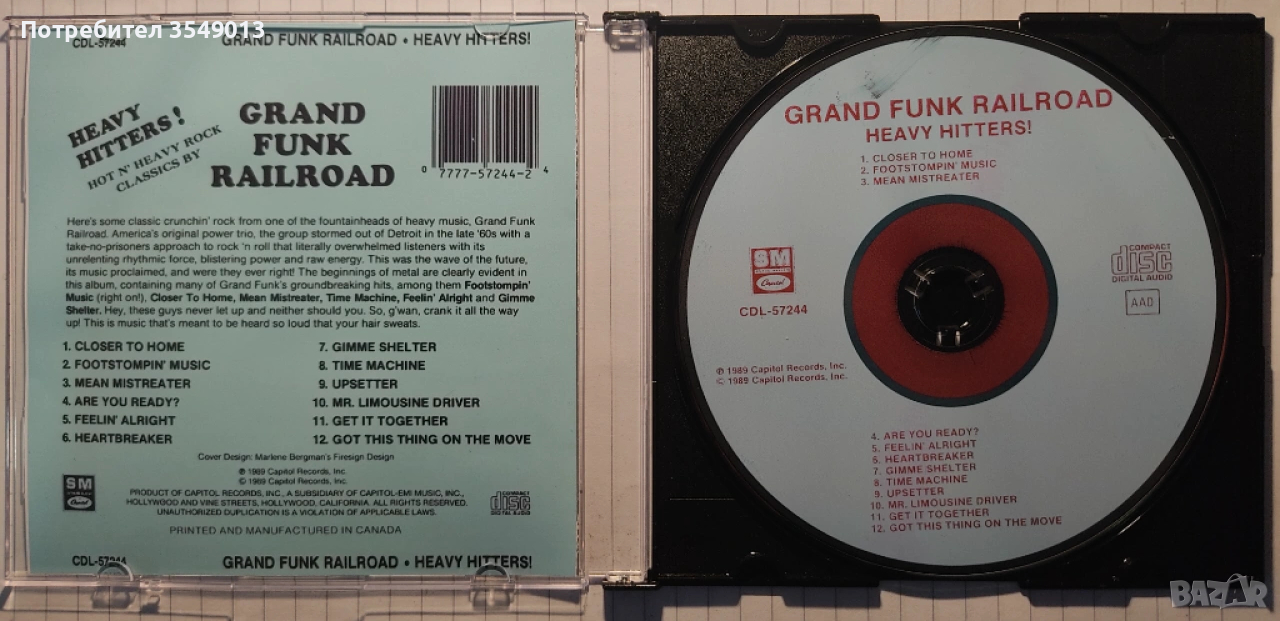 Потребител 3549013
CDL-57244 GRAND FUNK RAILROAD • HEAVY HITTERS!
HEAVY
HITTERS!
HOT N' HEAVY ROCK
CLASSICS BY
GRAND
FUNK
RAILROAD
0 7777-57244-2 4
Here's some classic crunchin' rock from one of the fountainheads of heavy music, Grand Funk
Railroad. America's original power trio, the group stormed out of Detroit in the late '60s with a
take-no-prisoners approach to rock 'n roll that literally overwhelmed listeners with its
unrelenting rhythmic force, blistering power and raw energy. This was the wave of the future,
its music proclaimed, and were they ever right! The beginnings of metal are clearly evident in
this album, containing many of Grand Funk's groundbreaking hits, among them Footstompin'
Music (right on!), Closer To Home, Mean Mistreater, Time Machine, Feelin' Alright and Gimme
Shelter. Hey, these guys never let up and neither should you. So, g'wan, crank it all the way
up! This is music that's meant to be heard so loud that your hair sweats.
1. CLOSER TO HOME
2. FOOTSTOMPIN' MUSIC
3. MEAN MISTREATER
4. ARE YOU READY?
5. FEELIN' ALRIGHT
6. HEARTBREAKER
7. GIMME SHELTER
8. TIME MACHINE
9. UPSETTER
10. MR. LIMOUSINE DRIVER
11. GET IT TOGETHER
12. GOT THIS THING ON THE MOVE
Cover Design: Marlene Bergman's Firesign Design
℗ 1989 Capitol Records, Inc.
© 1989 Capitol Records, Inc.
SM
Capitol
PRODUCT OF CAPITOL RECORDS, INC., A SUBSIDIARY OF CAPITOL-EMI MUSIC, INC.,
HOLLYWOOD AND VINE STREETS, HOLLYWOOD, CALIFORNIA. ALL RIGHTS RESERVED.
UNAUTHORIZED DUPLICATION IS A VIOLATION OF APPLICABLE LAWS.
COMPACT
disc
DIGITAL AUDIO
PRINTED AND MANUFACTURED IN CANADA
CDL-57244 GRAND FUNK RAILROAD • HEAVY HITTERS!
GRAND FUNK RAILROAD
HEAVY HITTERS!
1. CLOSER TO HOME
2. FOOTSTOMPIN' MUSIC
3. MEAN MISTREATER
SM
Capitol
CDL-57244
COMPACT
disc
DIGITAL AUDIO
AAD
℗ 1989 Capitol Records, Inc.
© 1989 Capitol Records, Inc.
4. ARE YOU READY?
5. FEELIN' ALRIGHT
6. HEARTBREAKER
7. GIMME SHELTER
8. TIME MACHINE
9. UPSETTER
10. MR. LIMOUSINE DRIVER
11. GET IT TOGETHER
12. GOT THIS THING ON THE MOVE
BAZAR